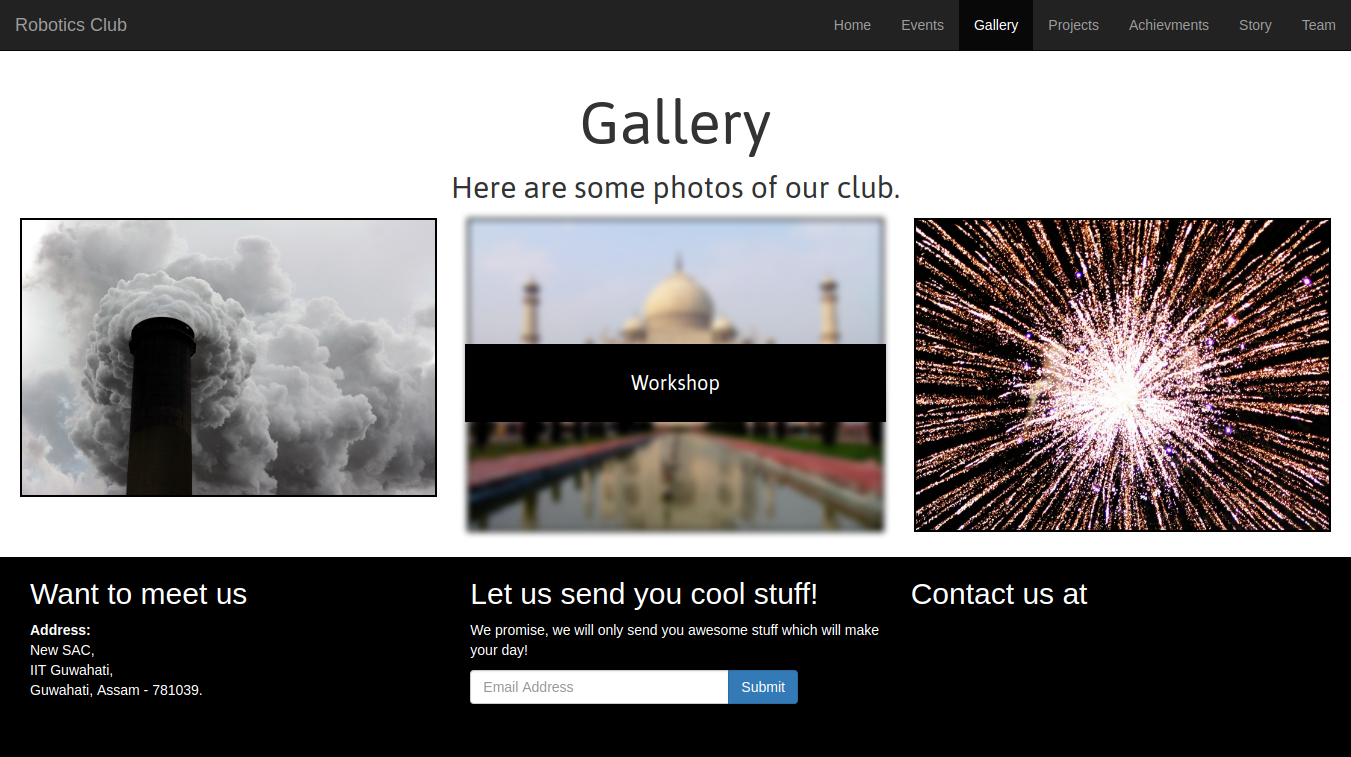 Robotics Club
Home
Events
Gallery
Projects
Achievments
Story
Team
Gallery
Here are some photos of our club.
Workshop
Want to meet us
Address:
New SAC,
IIT Guwahati,
Guwahati, Assam - 781039.
Let us send you cool stuff!
We promise, we will only send you awesome stuff which will make
your day!
Email Address
Submit
Contact us at